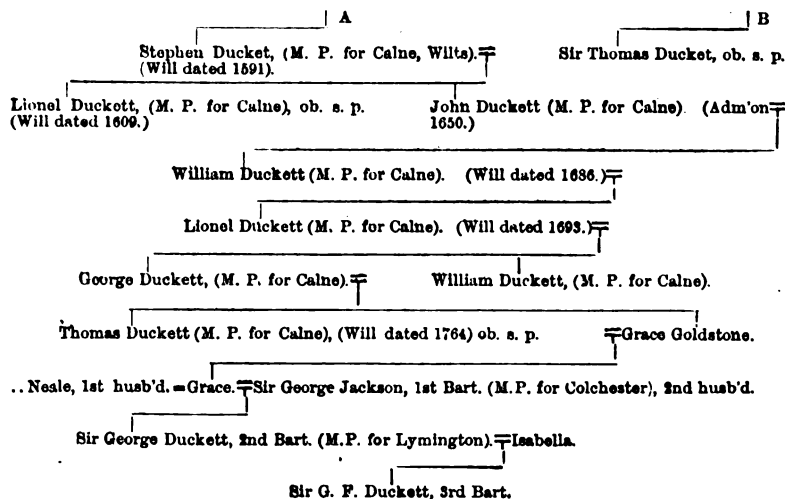 A B
Stephen Ducket, (M. P. for Calne, Wilts). Sir Thomas Ducket, ob. s. p.
(Will dated 1591).
Lionel Duckett, (M. P. for Calne), ob. s. p. John Duckett (M. P. for Calne). (Adm'on
(Will dated 1609.) 1650.)
William Duckett (M. P. for Calne). (Will dated 1686.)
Lionel Duckett (M. P. for Calne). (Will dated 1693.)
George Duckett, (M. P. for Calne). William Duckett, (M. P. for Calne).
Thomas Duckett (M. P. for Calne), (Will dated 1764) ob. s. p. Grace Goldstone.
..Neale, 1st husb'd. =Grace. Sir George Jackson, 1st Bart. (M.P. for Colchester), 2nd husb'd.
Sir George Duckett, 2nd Bart. (M.P. for Lymington). Isabella.
Sir G. F. Duckett, 3rd Bart.